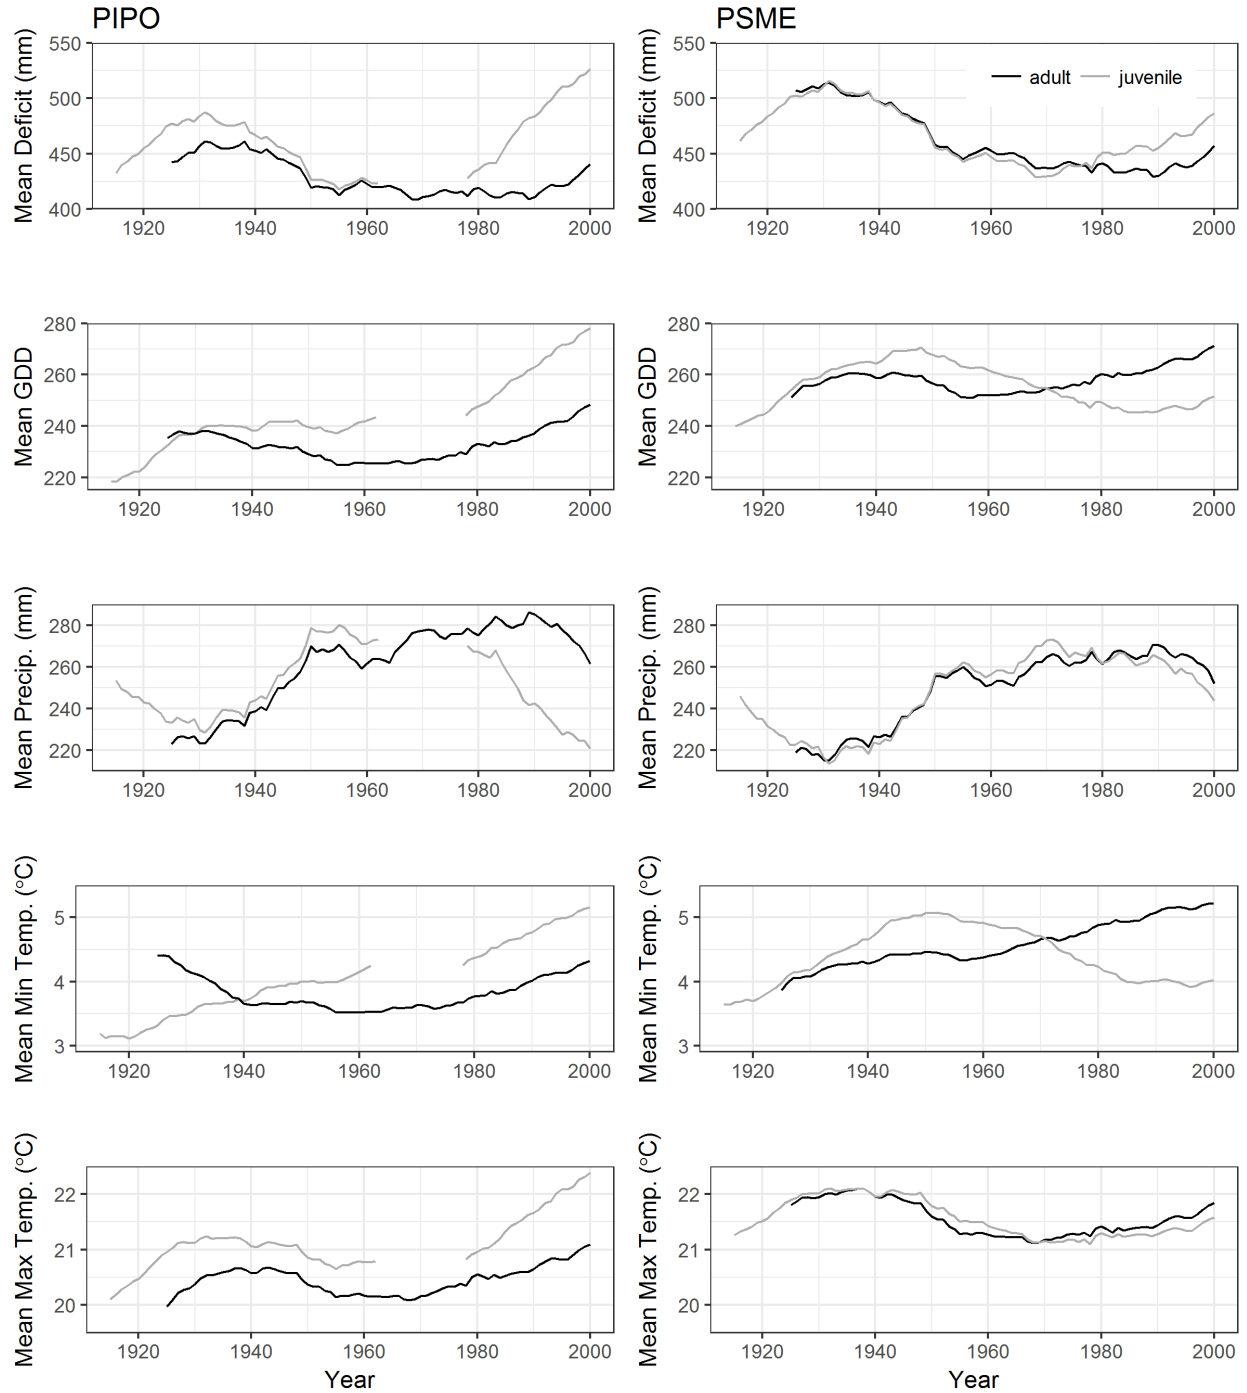 PIPO
PSME
Mean Deficit (mm)
550
500
450
400
1920 1940 1960 1980 2000
Mean Deficit (mm)
550
500
450
400
adult juvenile
1920 1940 1960 1980 2000
Mean GDD
280
260
240
220
1920 1940 1960 1980 2000
Mean GDD
280
260
240
220
1920 1940 1960 1980 2000
Mean Precip. (mm)
280
260
240
220
1920 1940 1960 1980 2000
Mean Precip. (mm)
280
260
240
220
1920 1940 1960 1980 2000
Mean Min Temp. (°C)
5
4
3
1920 1940 1960 1980 2000
Mean Min Temp. (°C)
5
4
3
1920 1940 1960 1980 2000
Mean Max Temp. (°C)
22
21
20
1920 1940 1960 1980 2000
Year
Mean Max Temp. (°C)
22
21
20
1920 1940 1960 1980 2000
Year